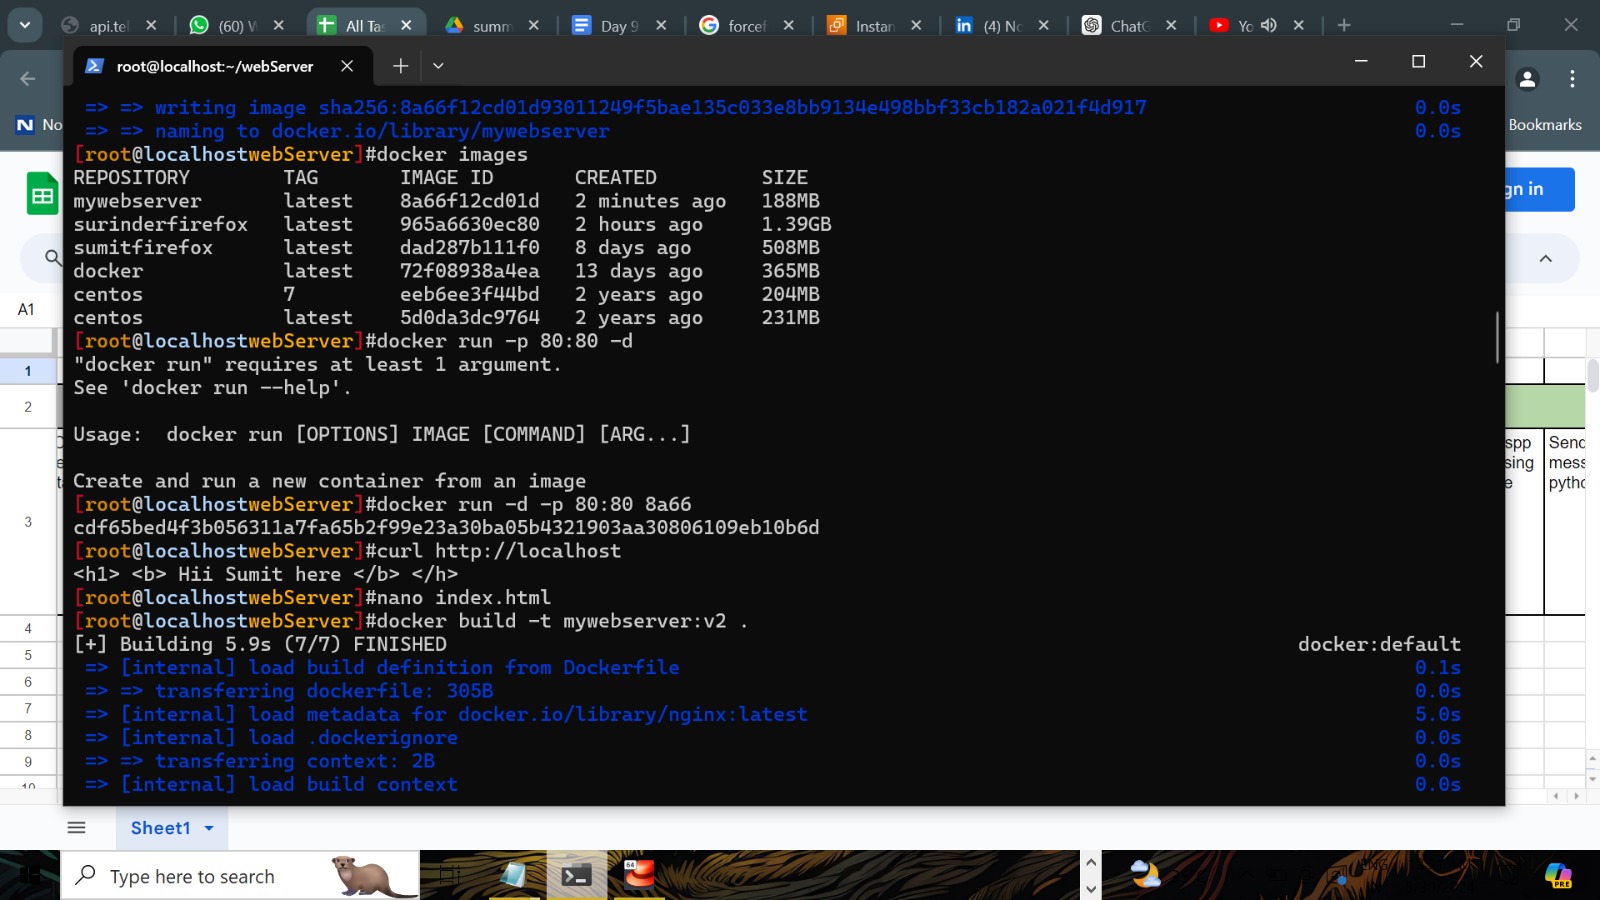 api.tel
(60) W
All Tas
summ
Day 9
forcef
Instan
(4) No
ChatG
Yo
root@localhost:~/webServer
No
Bookmarks
=> => writing image sha256:8a66f12cd01d93011249f5bae135c033e8bb9134e498bbf33cb182a021f4d917 0.0s
=> => naming to docker.io/library/mywebserver 0.0s
[root@localhostwebServer]#docker images
REPOSITORY TAG IMAGE ID CREATED SIZE
mywebserver latest 8a66f12cd01d 2 minutes ago 188MB
surinderfirefox latest 965a6630ec80 2 hours ago 1.39GB
sumitfirefox latest dad287b111f0 8 days ago 508MB
docker latest 72f08938a4ea 13 days ago 365MB
centos 7 eeb6ee3f44bd 2 years ago 204MB
centos latest 5d0da3dc9764 2 years ago 231MB
[root@localhostwebServer]#docker run -p 80:80 -d
"docker run" requires at least 1 argument.
See 'docker run --help'.
Usage:  docker run [OPTIONS] IMAGE [COMMAND] [ARG...]
Create and run a new container from an image
[root@localhostwebServer]#docker run -d -p 80:80 8a66
cdf65bed4f3b056311a7fa65b2f99e23a30ba05b4321903aa30806109eb10b6d
[root@localhostwebServer]#curl http://localhost
<h1> <b> Hii Sumit here </b> </h>
[root@localhostwebServer]#nano index.html
[root@localhostwebServer]#docker build -t mywebserver:v2 .
[+] Building 5.9s (7/7) FINISHED docker:default
=> [internal] load build definition from Dockerfile 0.1s
=> => transferring dockerfile: 305B 0.0s
=> [internal] load metadata for docker.io/library/nginx:latest 5.0s
=> [internal] load .dockerignore 0.0s
=> => transferring context: 2B 0.0s
=> [internal] load build context 0.0s
gn in
A1
1
2
3
4
5
6
7
8
9
10
spp
sing
e
Send
mess
pytho
Sheet1
Type here to search
64
PRE